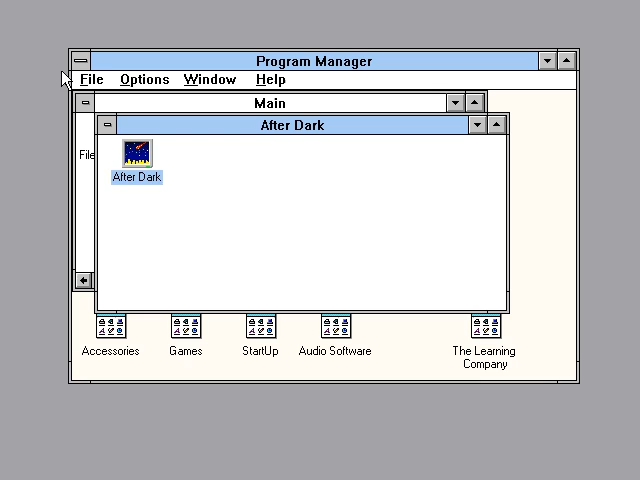 Program Manager
File Options Window Help
Main
After Dark
File
After Dark
Accessories Games StartUp Audio Software The Learning
Company